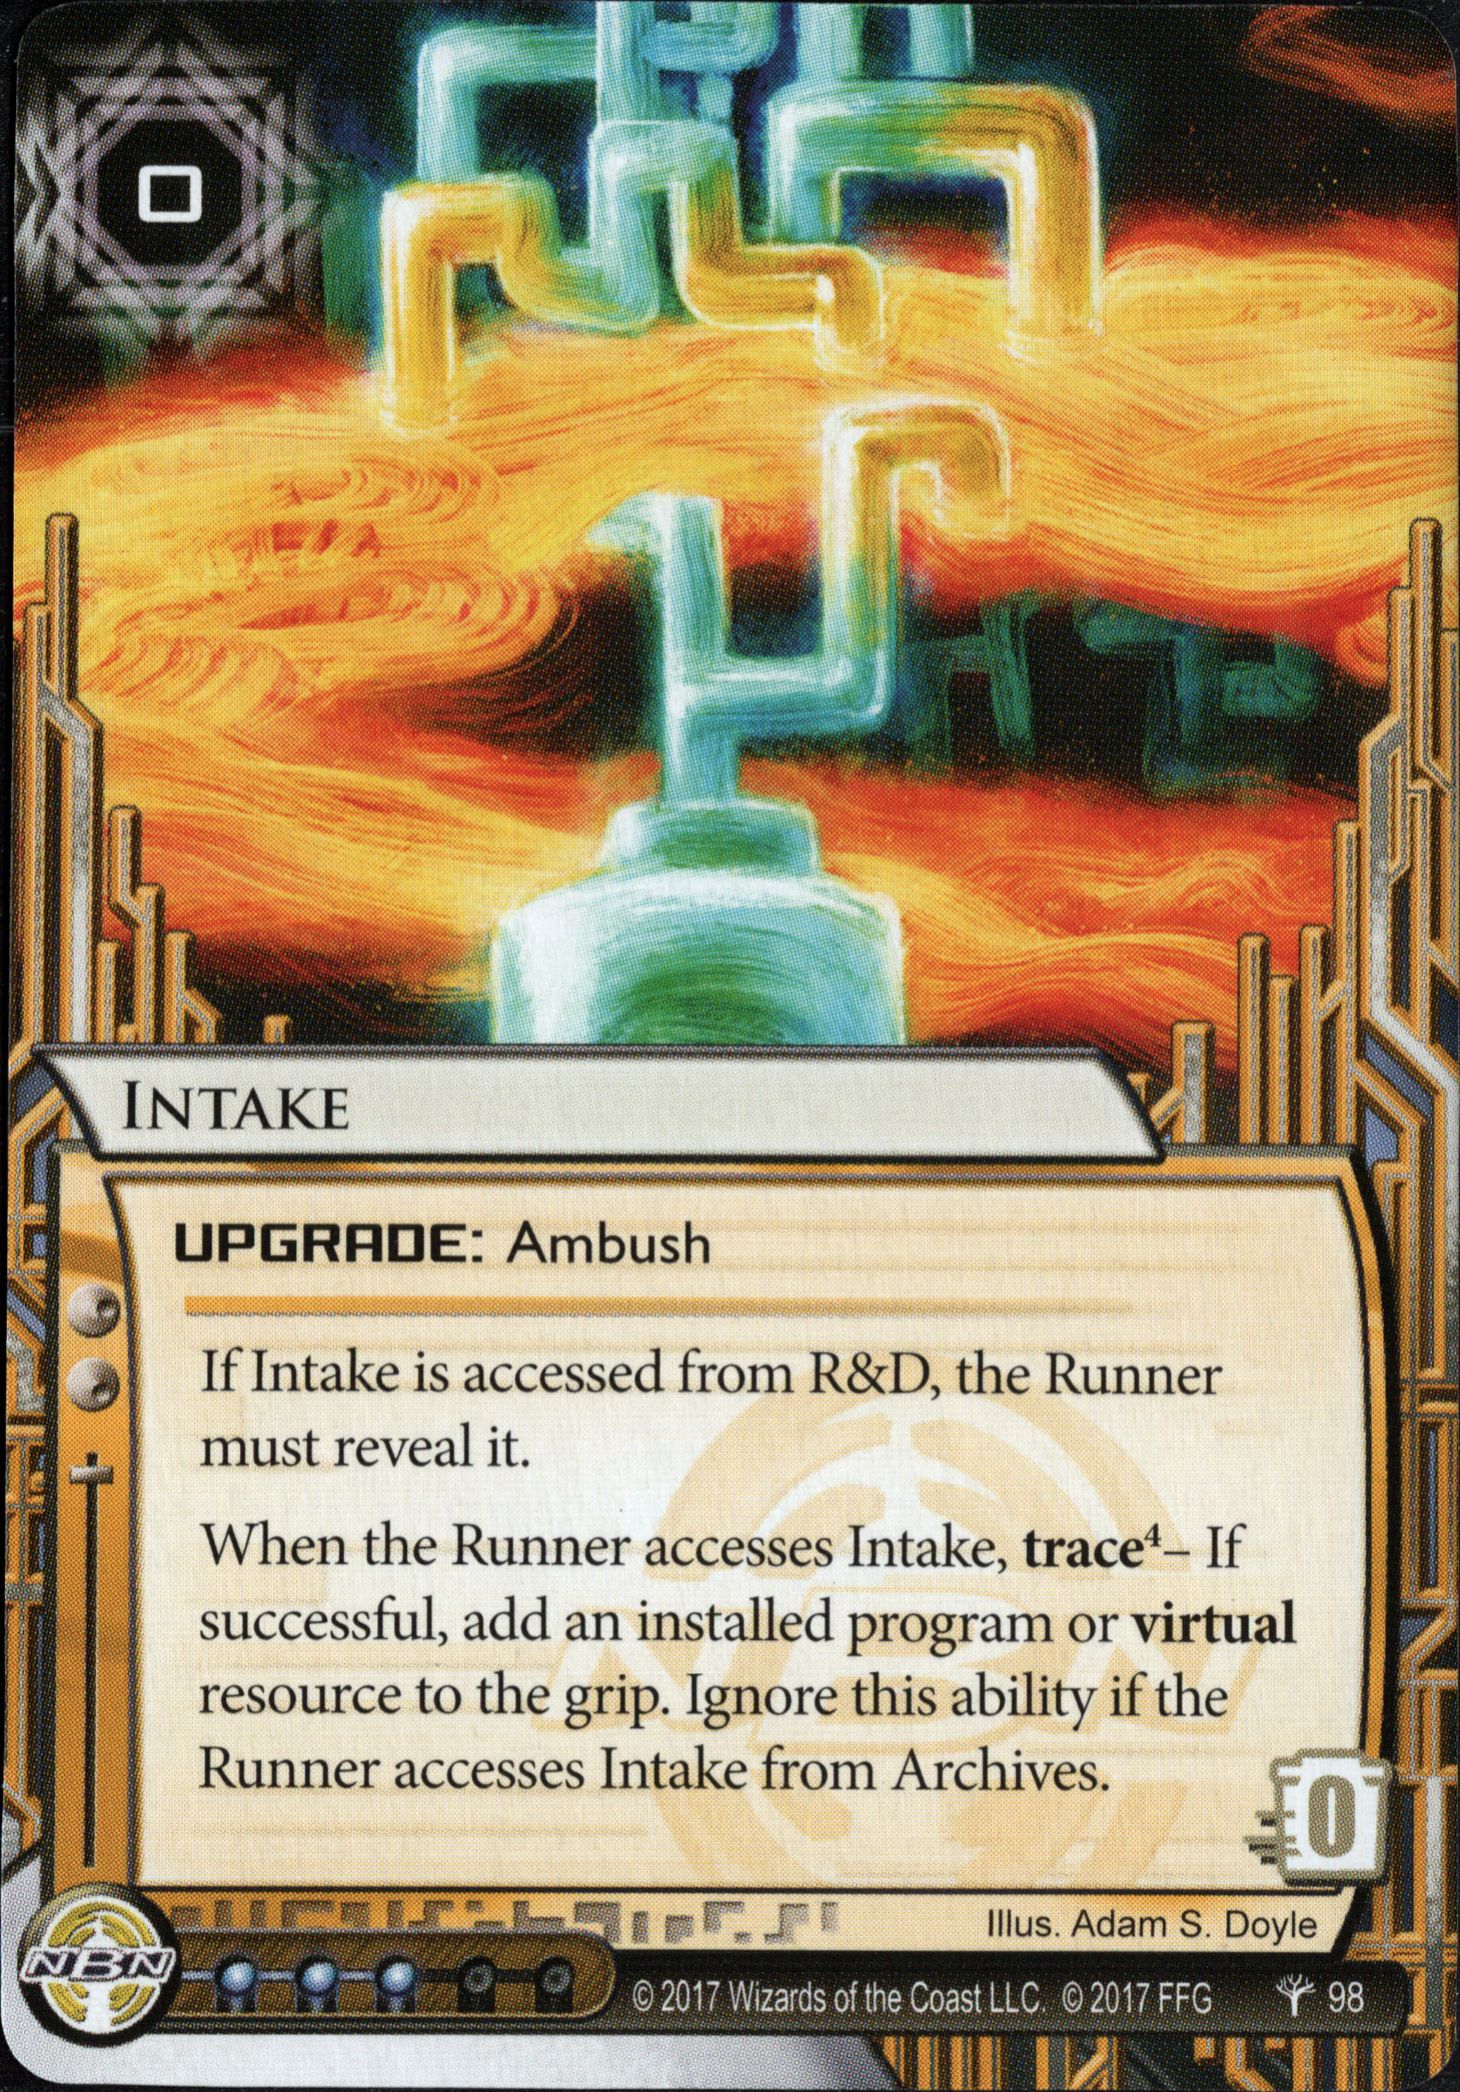 0
INTAKE
UPGRADE: Ambush
If Intake is accessed from R&D, the Runner
must reveal it.
When the Runner accesses Intake, trace⁴– If
successful, add an installed program or virtual
resource to the grip. Ignore this ability if the
Runner accesses Intake from Archives.
0
Illus. Adam S. Doyle
NBN
© 2017 Wizards of the Coast LLC. © 2017 FFG 98